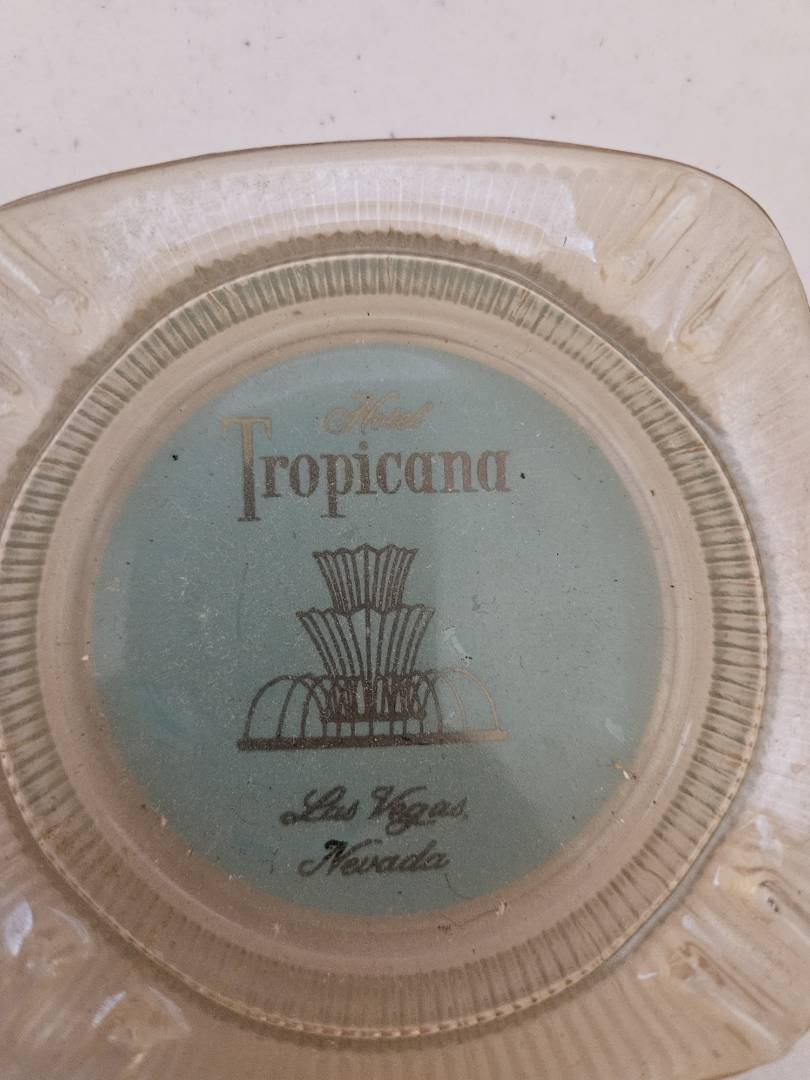 Hotel
Tropicana
Las Vegas,
Nevada